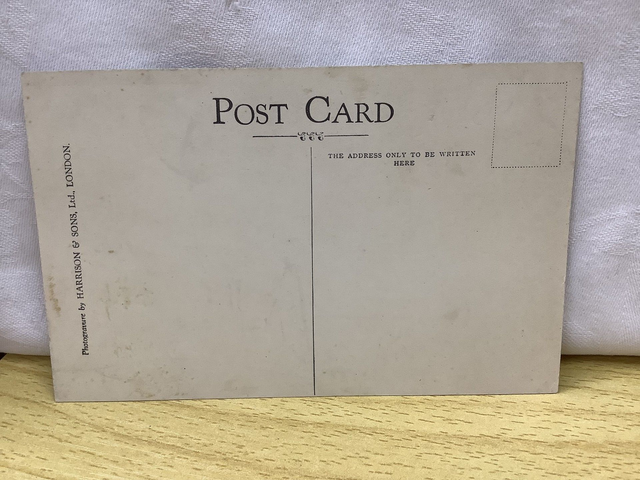 POST CARD
THE ADDRESS ONLY TO BE WRITTEN
HERE
Photogravure by HARRISON & SONS, Ltd., LONDON.